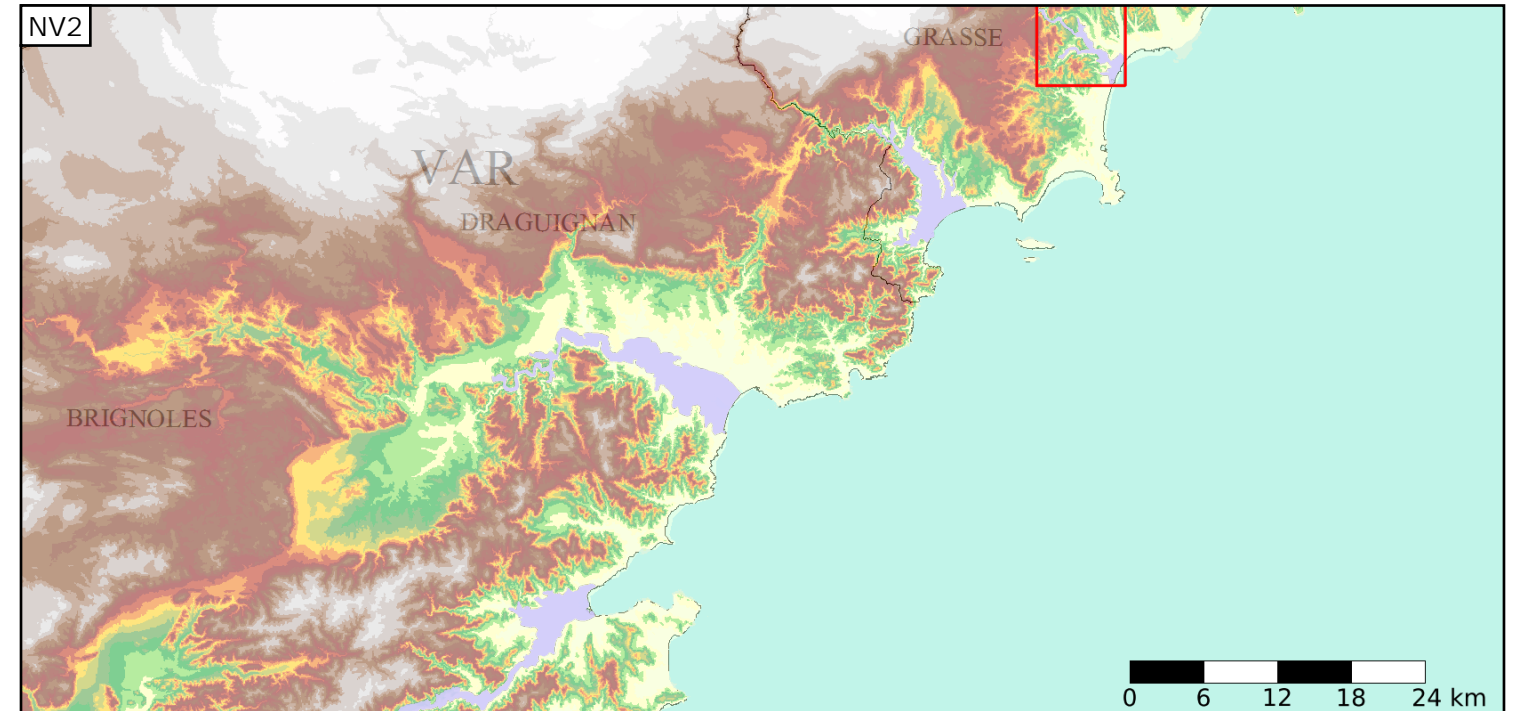 NV2
GRASSE
VAR
DRAGUIGNAN
BRIGNOLES
0 6 12 18 24 km